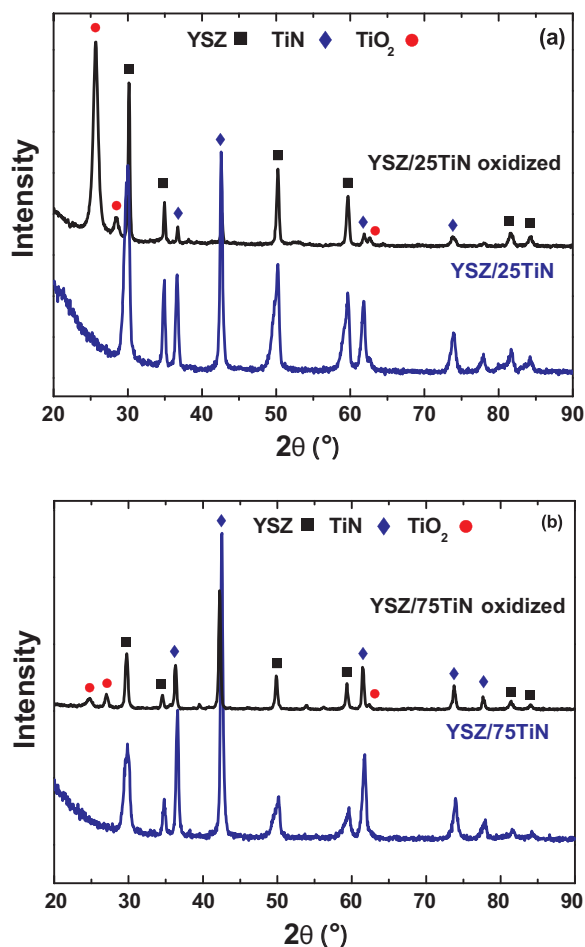 YSZ ■ TiN ♦ TiO₂ ● (a)
YSZ/25TiN oxidized
YSZ/25TiN
Intensity
20 30 40 50 60 70 80 90
2θ (°)
YSZ ■ TiN ♦ TiO₂ ● (b)
YSZ/75TiN oxidized
YSZ/75TiN
Intensity
20 30 40 50 60 70 80 90
2θ (°)